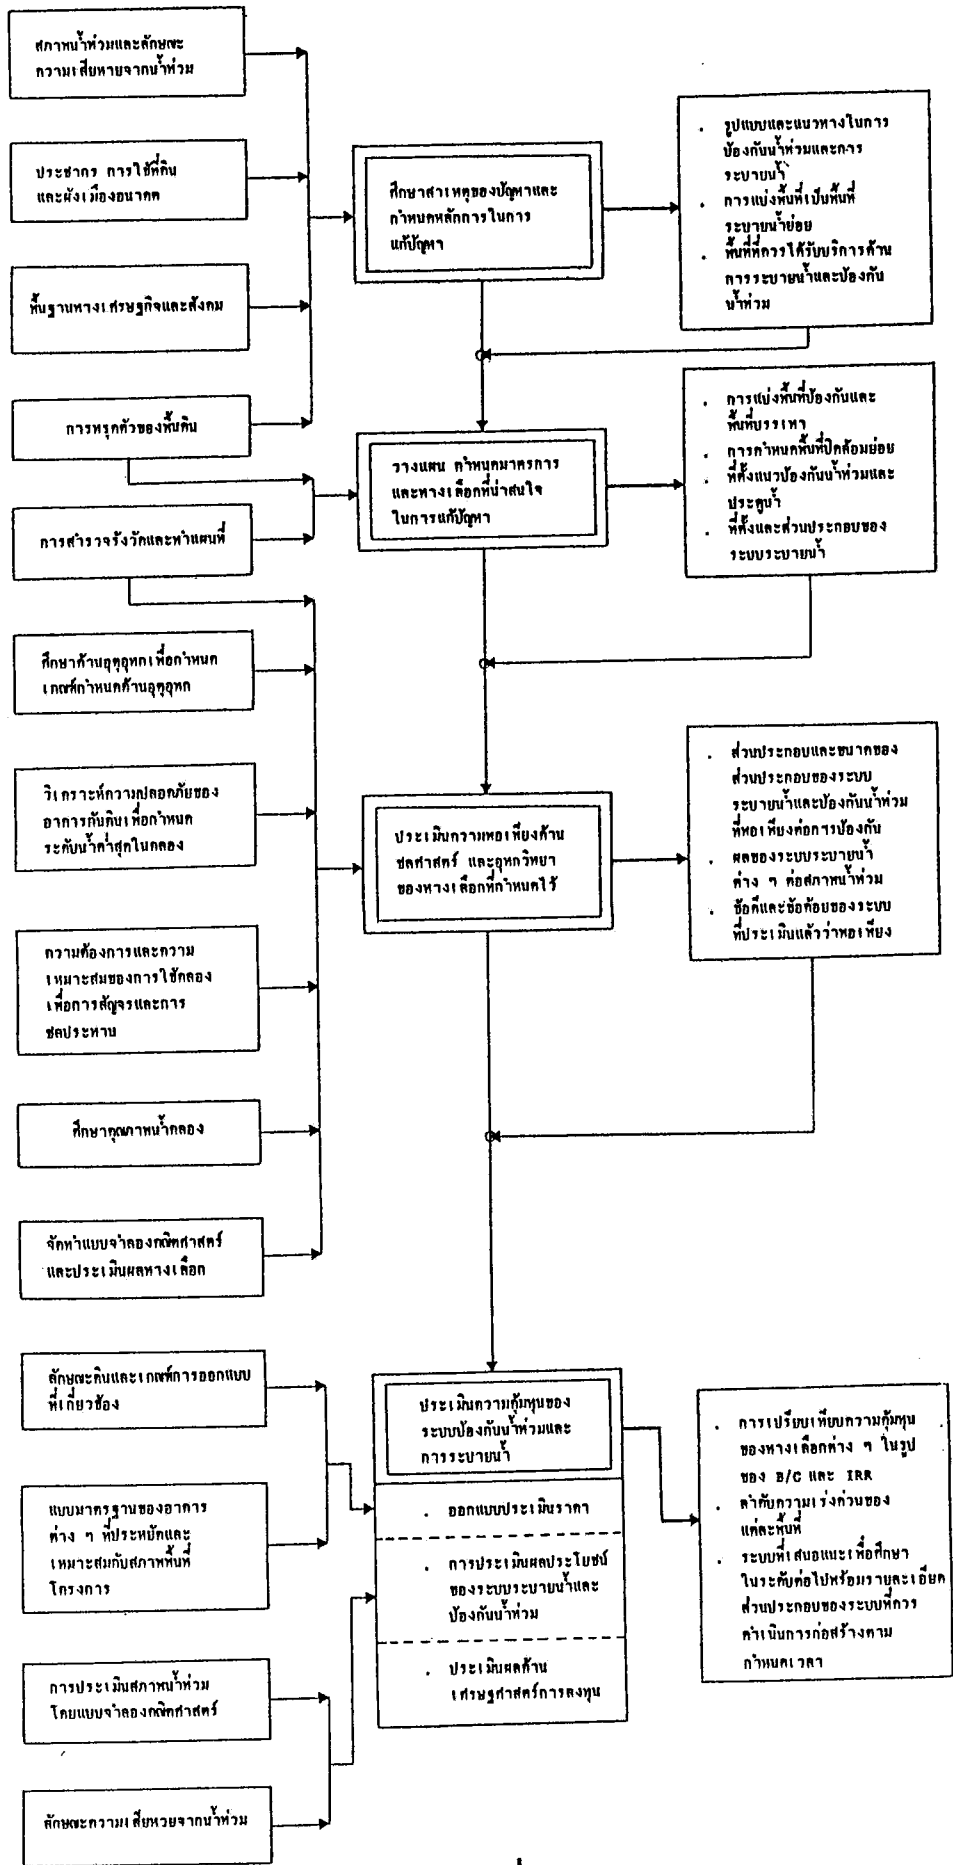 สภาพน้ำท่วมและลักษณะ
ความเสียหายจากน้ำท่วม
ประชากร การใช้ที่ดิน
และผังเมืองอนาคต
พื้นฐานทางเศรษฐกิจและสังคม
การทรุดตัวของพื้นดิน
การสำรวจรังวัดและทำแผนที่
ศึกษาด้านอุตุอุทกเพื่อกำหนด
เกณฑ์กำหนดด้านอุตุอุทก
วิเคราะห์ความปลอดภัยของ
อาคารกันดินเพื่อกำหนด
ระดับน้ำต่ำสุดในคลอง
ความต้องการและความ
เหมาะสมของการใช้คลอง
เพื่อการสัญจรและการ
ชลประทาน
ศึกษาคุณภาพน้ำคลอง
จัดทำแบบจำลองคณิตศาสตร์
และประเมินผลทางเลือก
ลักษณะดินและเกณฑ์การออกแบบ
ที่เกี่ยวข้อง
แบบมาตรฐานของอาคาร
ต่าง ๆ ที่ประหยัดและ
เหมาะสมกับสภาพพื้นที่
โครงการ
การประเมินสภาพน้ำท่วม
โดยแบบจำลองคณิตศาสตร์
ลักษณะความเสียหายจากน้ำท่วม
ศึกษาสาเหตุของปัญหาและ
กำหนดหลักการในการ
แก้ปัญหา
วางแผน กำหนดมาตรการ
และทางเลือกที่น่าสนใจ
ในการแก้ปัญหา
ประเมินความพอเพียงด้าน
ชลศาสตร์ และอุทกวิทยา
ของทางเลือกที่กำหนดไว้
ประเมินความคุ้มทุนของ
ระบบป้องกันน้ำท่วมและ
การระบายน้ำ
. ออกแบบประเมินราคา
. การประเมินผลประโยชน์
ของระบบระบายน้ำและ
ป้องกันน้ำท่วม
. ประเมินผลด้าน
เศรษฐศาสตร์การลงทุน
. รูปแบบและแนวทางในการ
ป้องกันน้ำท่วมและการ
ระบายน้ำ
. การแบ่งพื้นที่เป็นพื้นที่
ระบายน้ำย่อย
. พื้นที่ที่ควรได้รับบริการด้าน
การระบายน้ำและป้องกัน
น้ำท่วม
. การแบ่งพื้นที่ป้องกันและ
พื้นที่บรรเทา
. การกำหนดพื้นที่ปิดล้อมย่อย
. ที่ตั้งแนวป้องกันน้ำท่วมและ
ประตูน้ำ
. ที่ตั้งและส่วนประกอบของ
ระบบระบายน้ำ
. ส่วนประกอบและขนาดของ
ส่วนประกอบของระบบ
ระบายน้ำและป้องกันน้ำท่วม
ที่พอเพียงต่อการป้องกัน
. ผลของระบบระบายน้ำ
ต่าง ๆ ต่อสภาพน้ำท่วม
. ข้อดีและข้อด้อยของระบบ
ที่ประเมินแล้วว่าพอเพียง
. การเปรียบเทียบความคุ้มทุน
ของทางเลือกต่าง ๆ ในรูป
ของ B/C และ IRR
. ลำดับความเร่งด่วนของ
แต่ละพื้นที่
. ระบบที่เสนอแนะเพื่อศึกษา
ในระดับต่อไปพร้อมรายละเอียด
ส่วนประกอบของระบบที่ควร
ดำเนินการก่อสร้างตาม
กำหนดเวลา